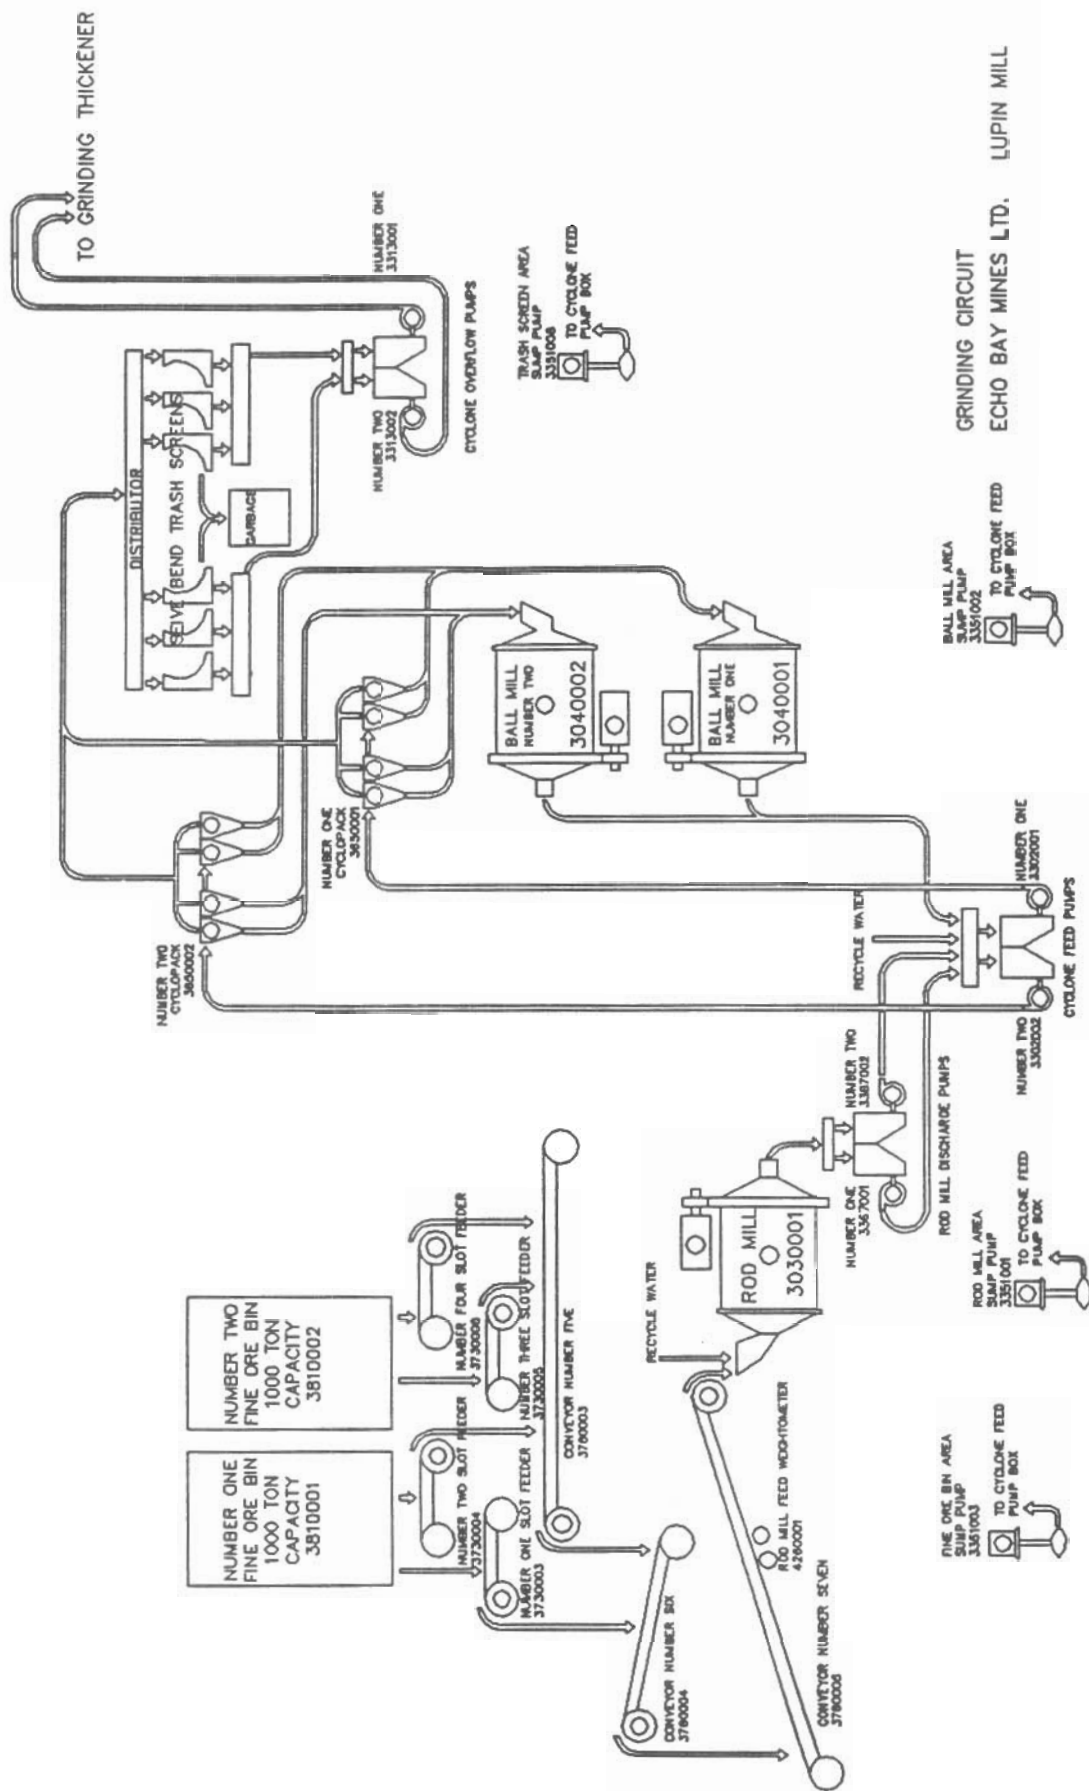 NUMBER ONE
FINE ORE BIN
1000 TON
CAPACITY
3810001
NUMBER TWO
FINE ORE BIN
1000 TON
CAPACITY
3810002
NUMBER TWO SLOT FEEDER
3730004
NUMBER ONE SLOT FEEDER
3730003
NUMBER FOUR SLOT FEEDER
3730006
NUMBER THREE SLOT FEEDER
3730005
CONVEYOR NUMBER FIVE
3780003
CONVEYOR NUMBER SIX
3780004
CONVEYOR NUMBER SEVEN
3780005
ROD MILL FEED WEIGHTOMETER
4260001
RECYCLE WATER
ROD MILL
3030001
NUMBER ONE
3367001
NUMBER TWO
3367002
ROD MILL DISCHARGE PUMPS
RECYCLE WATER
NUMBER TWO
3302002
NUMBER ONE
3302001
CYCLONE FEED PUMPS
NUMBER TWO
CYCLOPACK
3650002
NUMBER ONE
CYCLOPACK
3650001
BALL MILL
NUMBER TWO
3040002
BALL MILL
NUMBER ONE
3040001
DISTRIBUTOR
SEIVE BEND TRASH SCREENS
GARBAGE
NUMBER TWO
3313002
NUMBER ONE
3313001
CYCLONE OVERFLOW PUMPS
TO GRINDING THICKENER
FINE ORE BIN AREA
SUMP PUMP
3351003
TO CYCLONE FEED
PUMP BOX
ROD MILL AREA
SUMP PUMP
3351001
TO CYCLONE FEED
PUMP BOX
BALL MILL AREA
SUMP PUMP
3351002
TO CYCLONE FEED
PUMP BOX
TRASH SCREEN AREA
SUMP PUMP
3351008
TO CYCLONE FEED
PUMP BOX
GRINDING CIRCUIT
ECHO BAY MINES LTD. LUPIN MILL